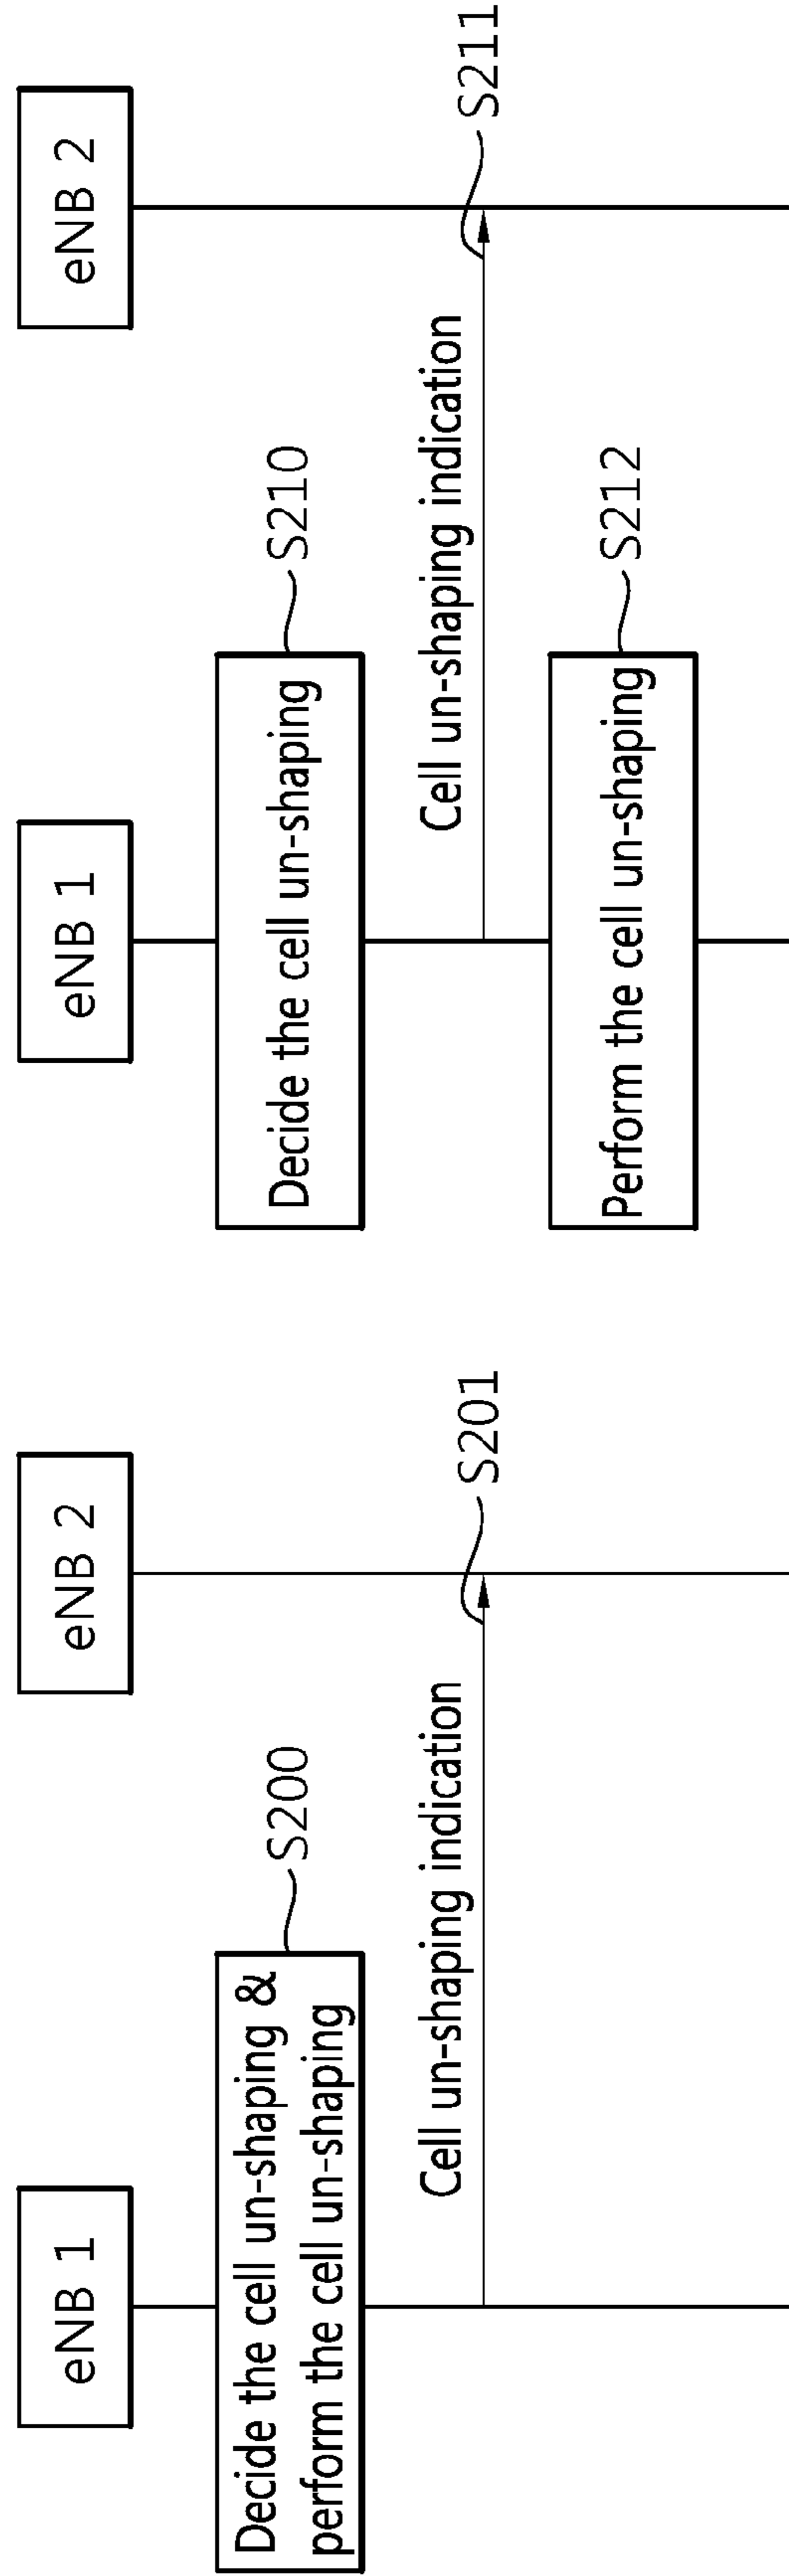 eNB 1
eNB 2
Decide the cell un-shaping &
perform the cell un-shaping
S200
Cell un-shaping indication
S201
eNB 1
eNB 2
Decide the cell un-shaping
S210
Cell un-shaping indication
S211
Perform the cell un-shaping
S212